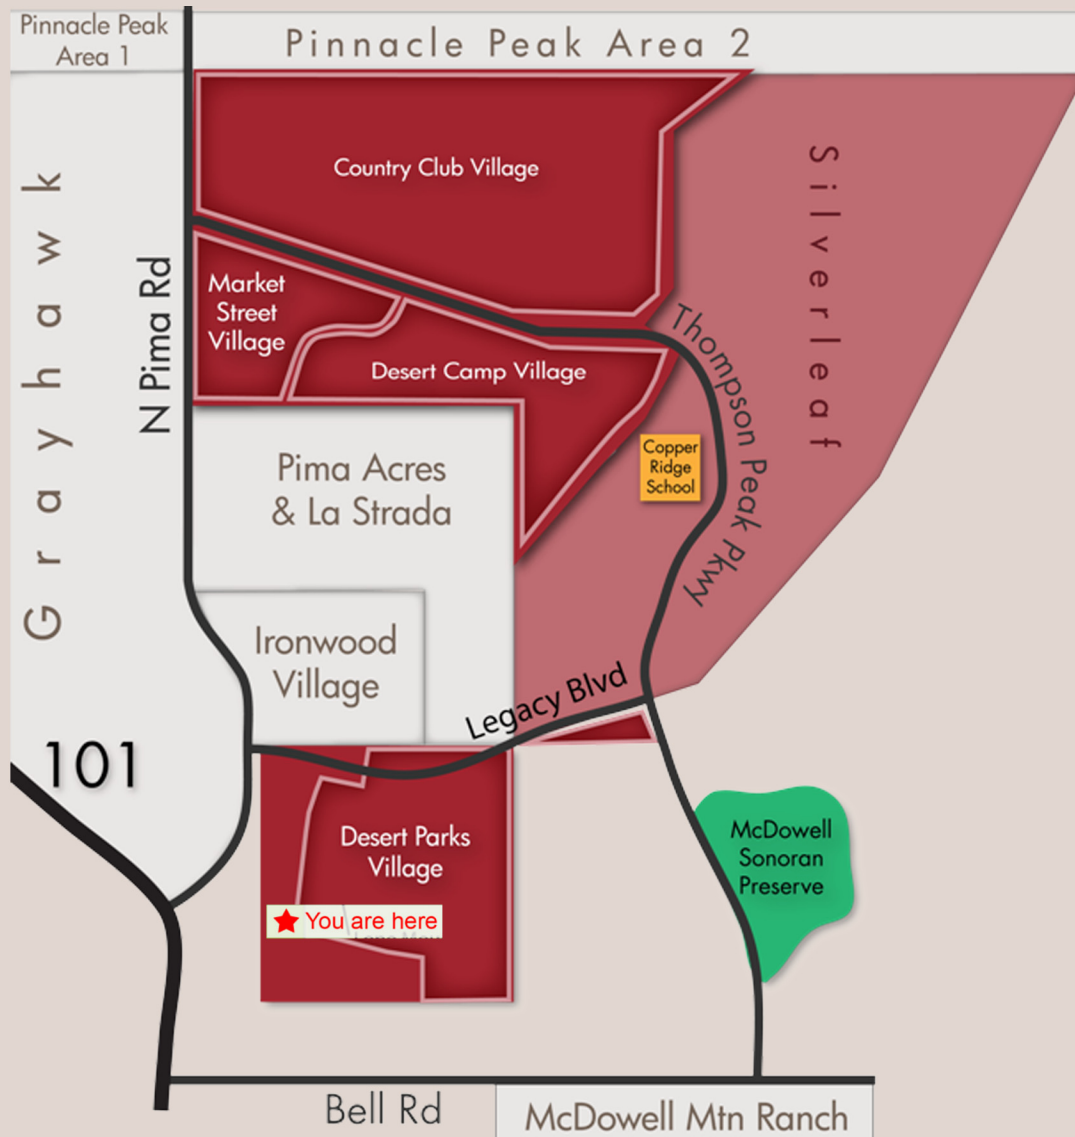 Pinnacle Peak
Area 1
Pinnacle Peak Area 2
Country Club Village
Silverleaf
Grayhawk
N Pima Rd
Market
Street
Village
Desert Camp Village
Thompson Peak Pkwy
Copper
Ridge
School
Pima Acres
& La Strada
Ironwood
Village
Legacy Blvd
101
Desert Parks
Village
McDowell
Sonoran
Preserve
You are here
Bell Rd
McDowell Mtn Ranch